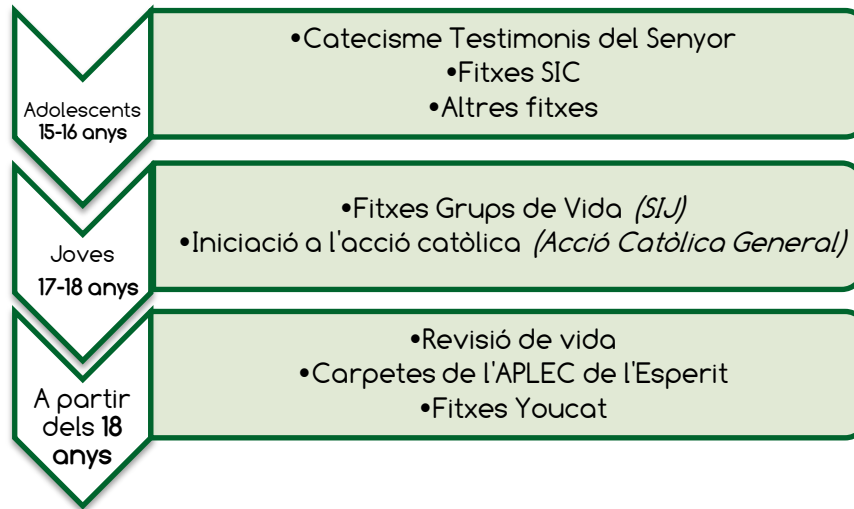 Adolescents
15-16 anys
•Catecisme Testimonis del Senyor
•Fitxes SIC
•Altres fitxes
Joves
17-18 anys
•Fitxes Grups de Vida (SIJ)
•Iniciació a l'acció catòlica (Acció Catòlica General)
A partir
dels 18
anys
•Revisió de vida
•Carpetes de l'APLEC de l'Esperit
•Fitxes Youcat